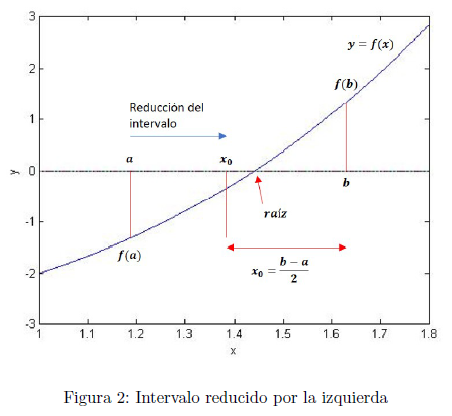 3
y = f(x)
2
f(b)
Reducción del
intervalo
1
a
x₀
0
b
y
raíz
-1
f(a)
x₀ = (b − a)/2
-2
-3
1 1.1 1.2 1.3 1.4 1.5 1.6 1.7 1.8
x
Figura 2: Intervalo reducido por la izquierda